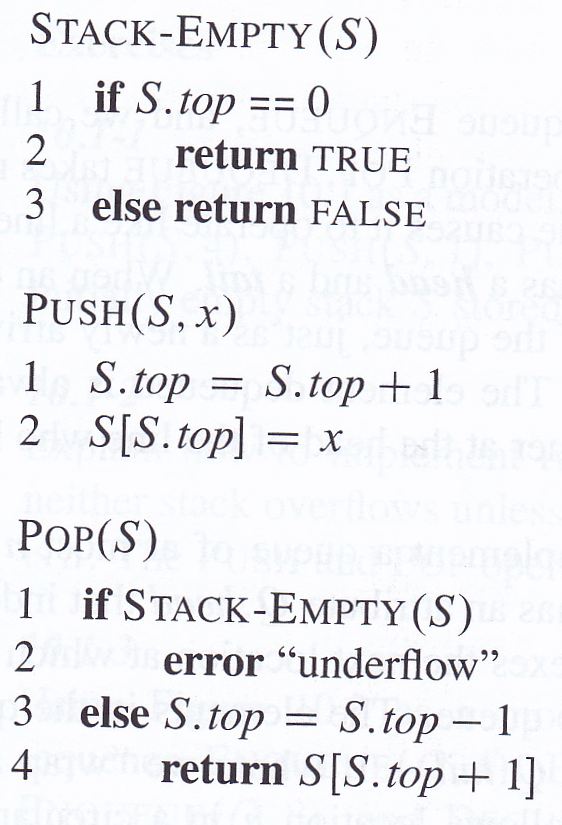 STACK-EMPTY(S)
1 if S.top == 0
2 return TRUE
3 else return FALSE
PUSH(S, x)
1 S.top = S.top + 1
2 S[S.top] = x
POP(S)
1 if STACK-EMPTY(S)
2 error “underflow”
3 else S.top = S.top − 1
4 return S[S.top + 1]